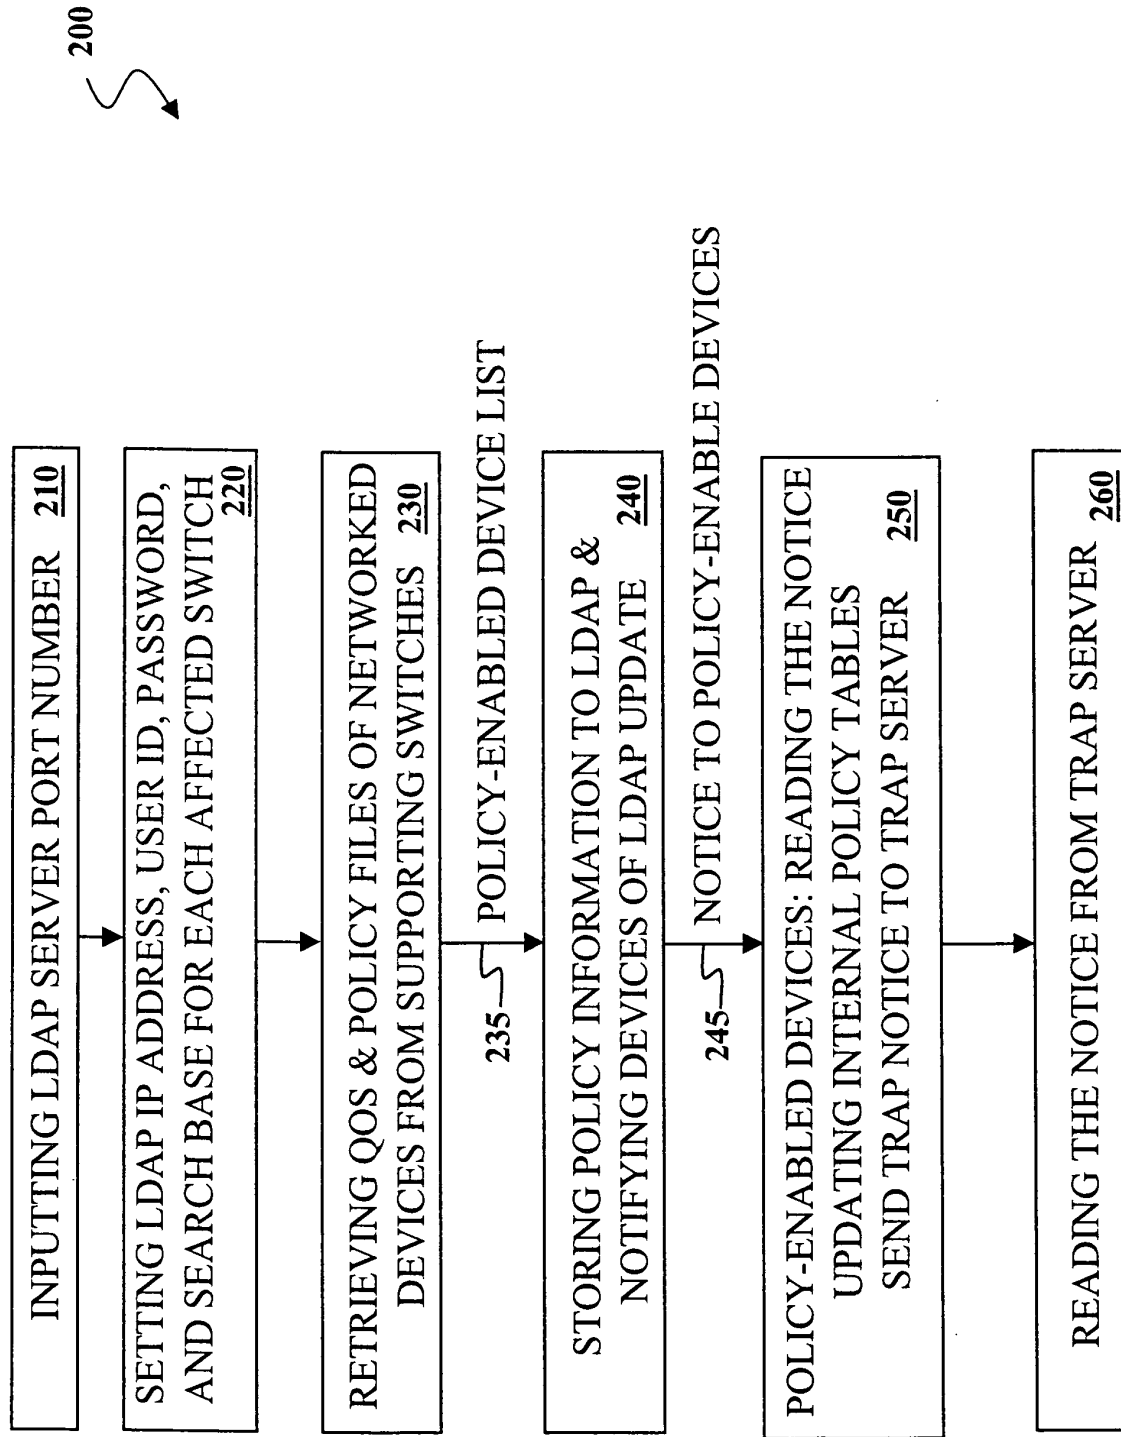 200
INPUTTING LDAP SERVER PORT NUMBER 210
SETTING LDAP IP ADDRESS, USER ID, PASSWORD,
AND SEARCH BASE FOR EACH AFFECTED SWITCH 220
RETRIEVING QOS & POLICY FILES OF NETWORKED
DEVICES FROM SUPPORTING SWITCHES 230
235 POLICY-ENABLED DEVICE LIST
STORING POLICY INFORMATION TO LDAP &
NOTIFYING DEVICES OF LDAP UPDATE 240
245 NOTICE TO POLICY-ENABLE DEVICES
POLICY-ENABLED DEVICES: READING THE NOTICE
UPDATING INTERNAL POLICY TABLES
SEND TRAP NOTICE TO TRAP SERVER 250
READING THE NOTICE FROM TRAP SERVER 260